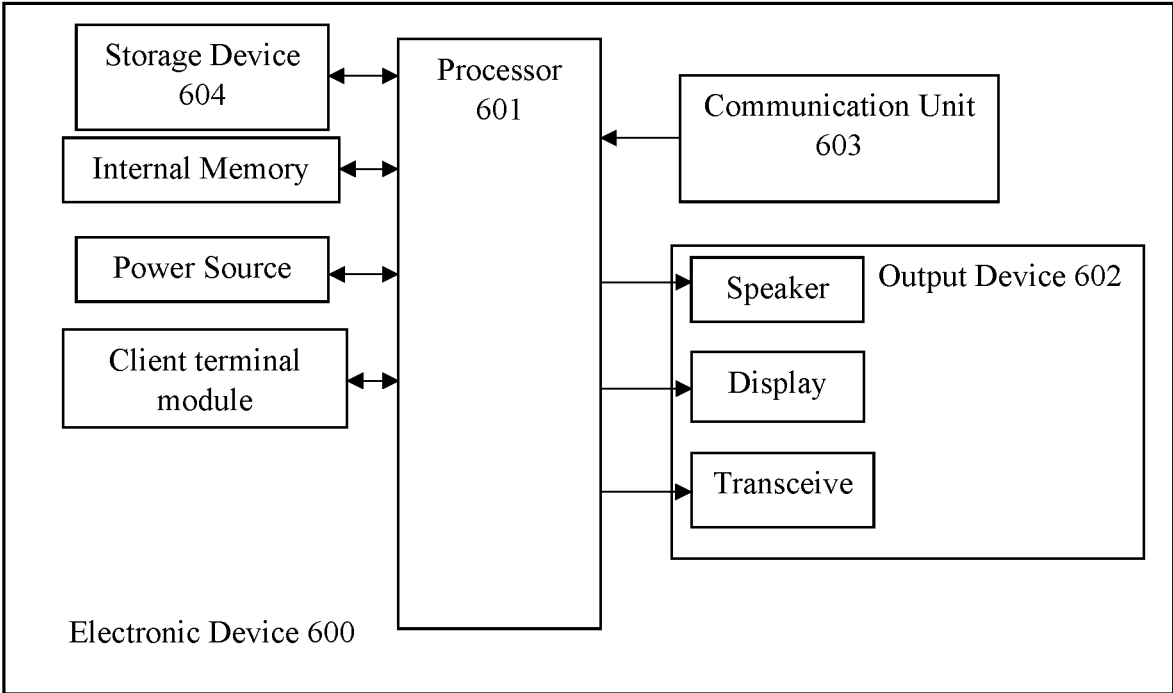 Storage Device
604
Internal Memory
Power Source
Client terminal
module
Processor
601
Communication Unit
603
Output Device 602
Speaker
Display
Transceive
Electronic Device 600